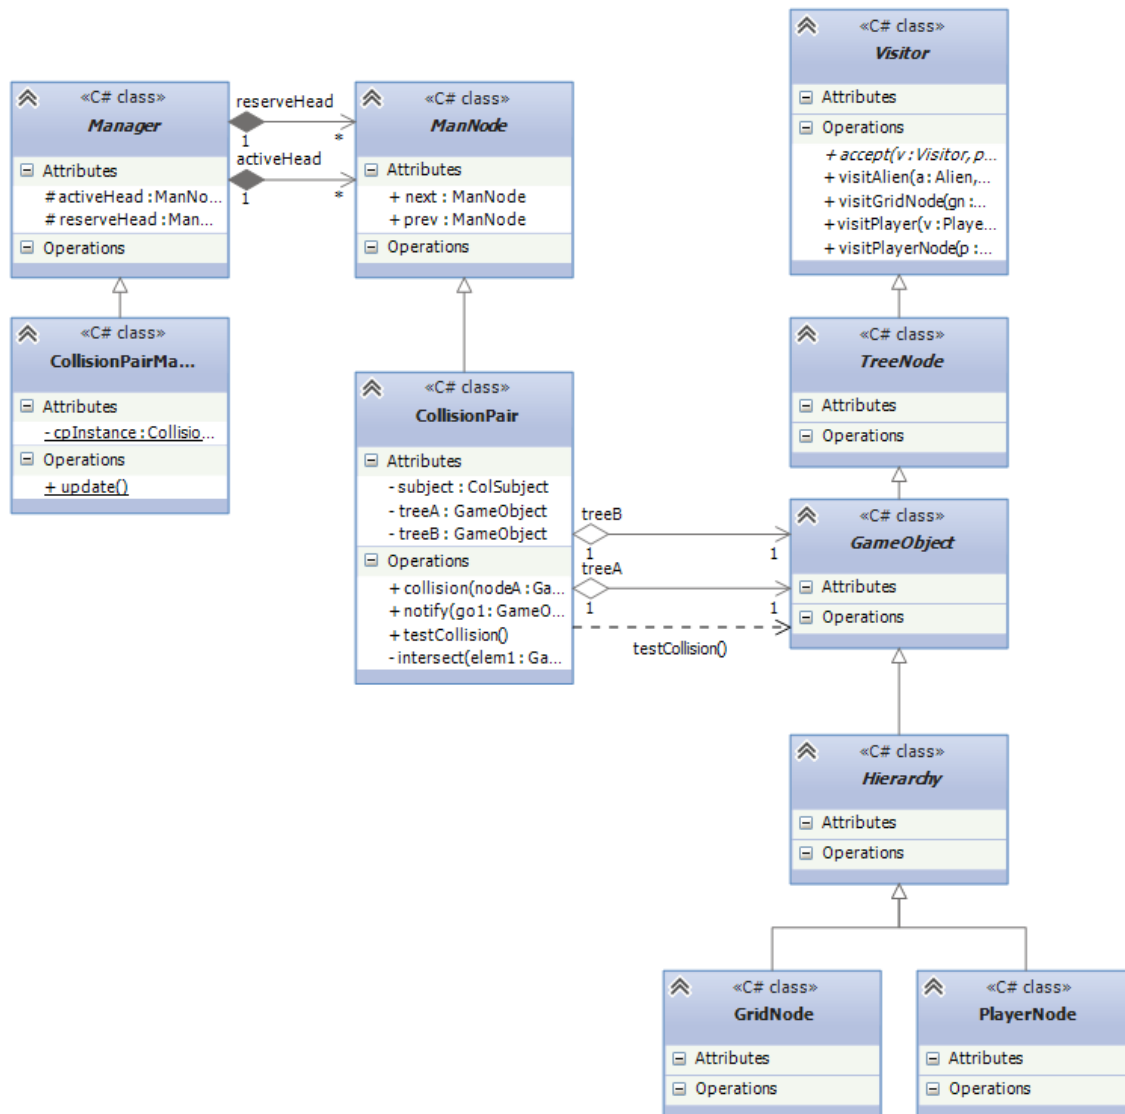 «C# class»
Visitor
Attributes
Operations
+ accept(v : Visitor, p...
+ visitAlien(a: Alien,...
+ visitGridNode(gn :...
+ visitPlayer(v : Playe...
+ visitPlayerNode(p :...
«C# class»
Manager
Attributes
# activeHead : ManNo...
# reserveHead : Man...
Operations
reserveHead
1
*
activeHead
1
*
«C# class»
ManNode
Attributes
+ next : ManNode
+ prev : ManNode
Operations
«C# class»
CollisionPairMa...
Attributes
- cpInstance : Collisio...
Operations
+ update()
«C# class»
CollisionPair
Attributes
- subject : ColSubject
- treeA : GameObject
- treeB : GameObject
Operations
+ collision(nodeA : Ga...
+ notify(go1 : GameO...
+ testCollision()
- intersect(elem1 : Ga...
treeB
1
1
treeA
1
1
testCollision()
«C# class»
TreeNode
Attributes
Operations
«C# class»
GameObject
Attributes
Operations
«C# class»
Hierarchy
Attributes
Operations
«C# class»
GridNode
Attributes
Operations
«C# class»
PlayerNode
Attributes
Operations